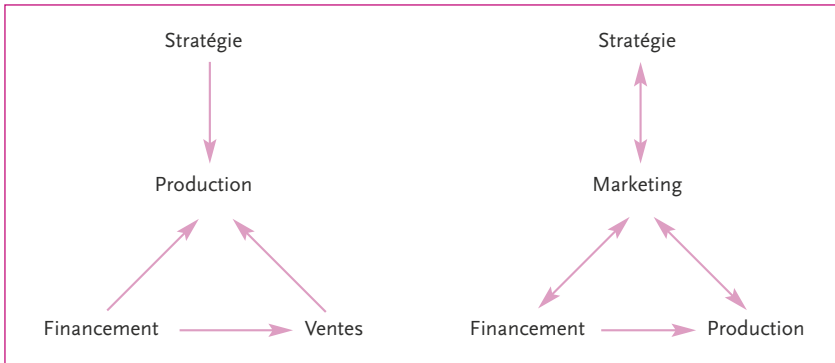 Stratégie
Stratégie
Production
Marketing
Financement
Ventes
Financement
Production